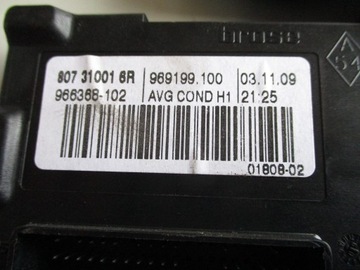 brose
807 31001 6R 969199.100 03.11.09
966366-102 AVG COND H1 21:25
01808-02